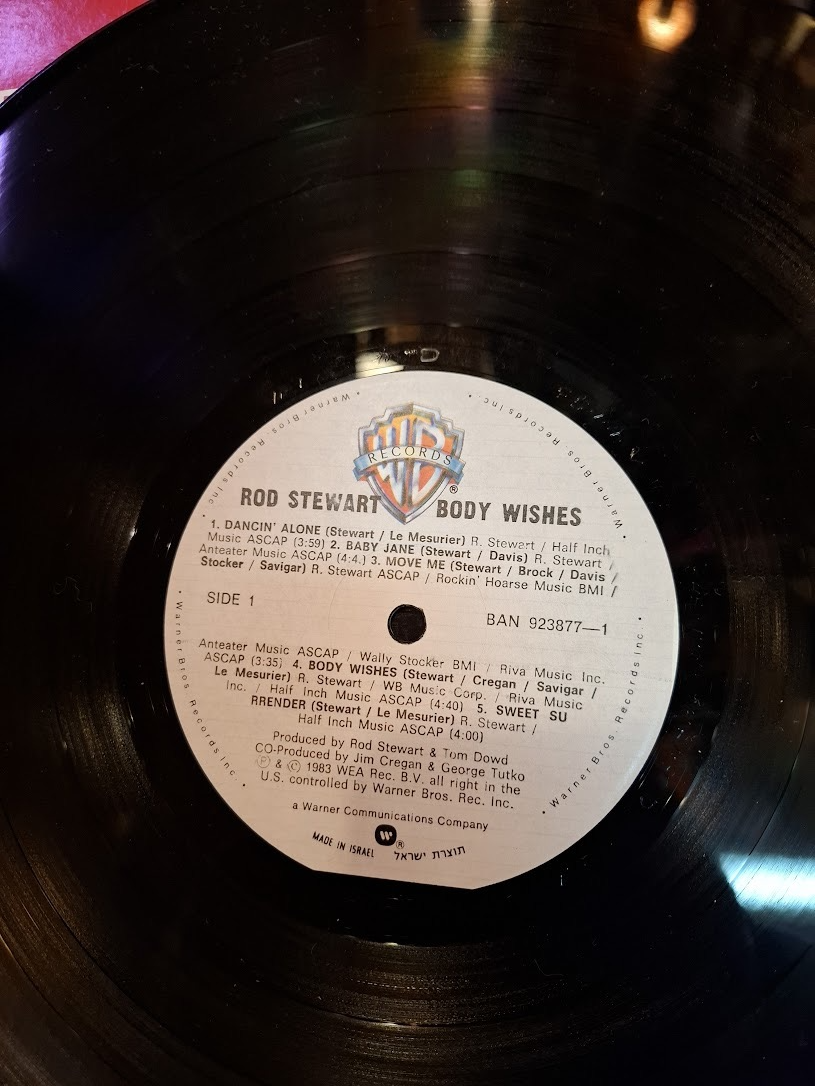 WB
RECORDS
®
ROD STEWART BODY WISHES
1. DANCIN' ALONE (Stewart / Le Mesurier) R. Stewart / Half Inch
Music ASCAP (3:59) 2. BABY JANE (Stewart / Davis) R. Stewart /
Anteater Music ASCAP (4:4.) 3. MOVE ME (Stewart / Brock / Davis /
Stocker / Savigar) R. Stewart ASCAP / Rockin' Hoarse Music BMI /
SIDE 1
BAN 923877—1
Anteater Music ASCAP / Wally Stocker BMI / Riva Music Inc.
ASCAP (3:35) 4. BODY WISHES (Stewart / Cregan / Savigar /
Le Mesurier) R. Stewart / WB Music Corp. / Riva Music
Inc. / Half Inch Music ASCAP (4:40) 5. SWEET SU
RRENDER (Stewart / Le Mesurier) R. Stewart /
Half Inch Music ASCAP (4:00)
Produced by Rod Stewart & Tom Dowd
CO-Produced by Jim Cregan & George Tutko
Ⓟ & © 1983 WEA Rec. B.V. all right in the
U.S. controlled by Warner Bros. Rec. Inc.
a Warner Communications Company
®
MADE IN ISRAEL תוצרת ישראל
• Warner Bros. Records Inc. •
• Warner Bros. Records Inc. •
• Warner Bros. Records Inc. •
• Warner Bros. Records Inc. •